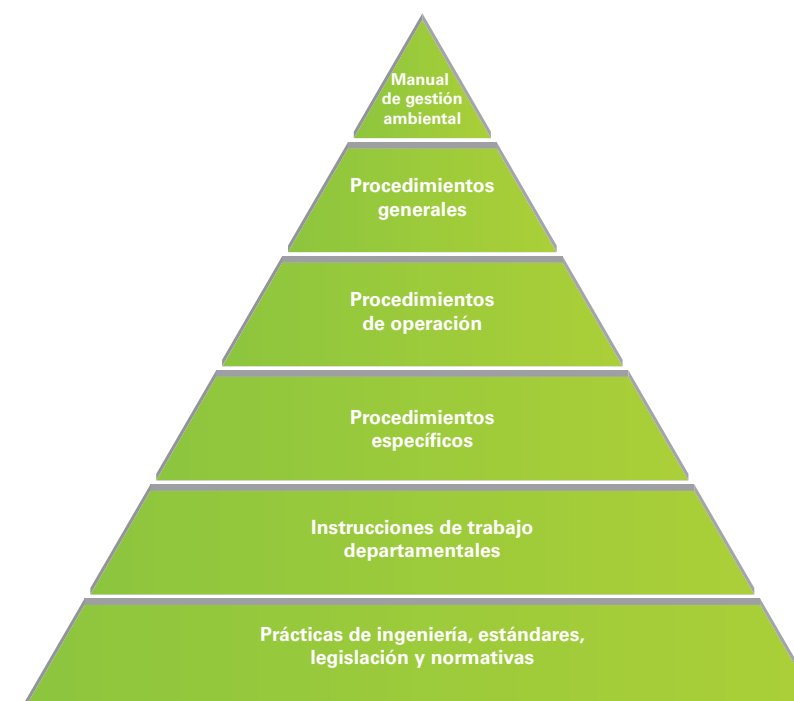 Manual
de gestión
ambiental
Procedimientos
generales
Procedimientos
de operación
Procedimientos
específicos
Instrucciones de trabajo
departamentales
Prácticas de ingeniería, estándares,
legislación y normativas